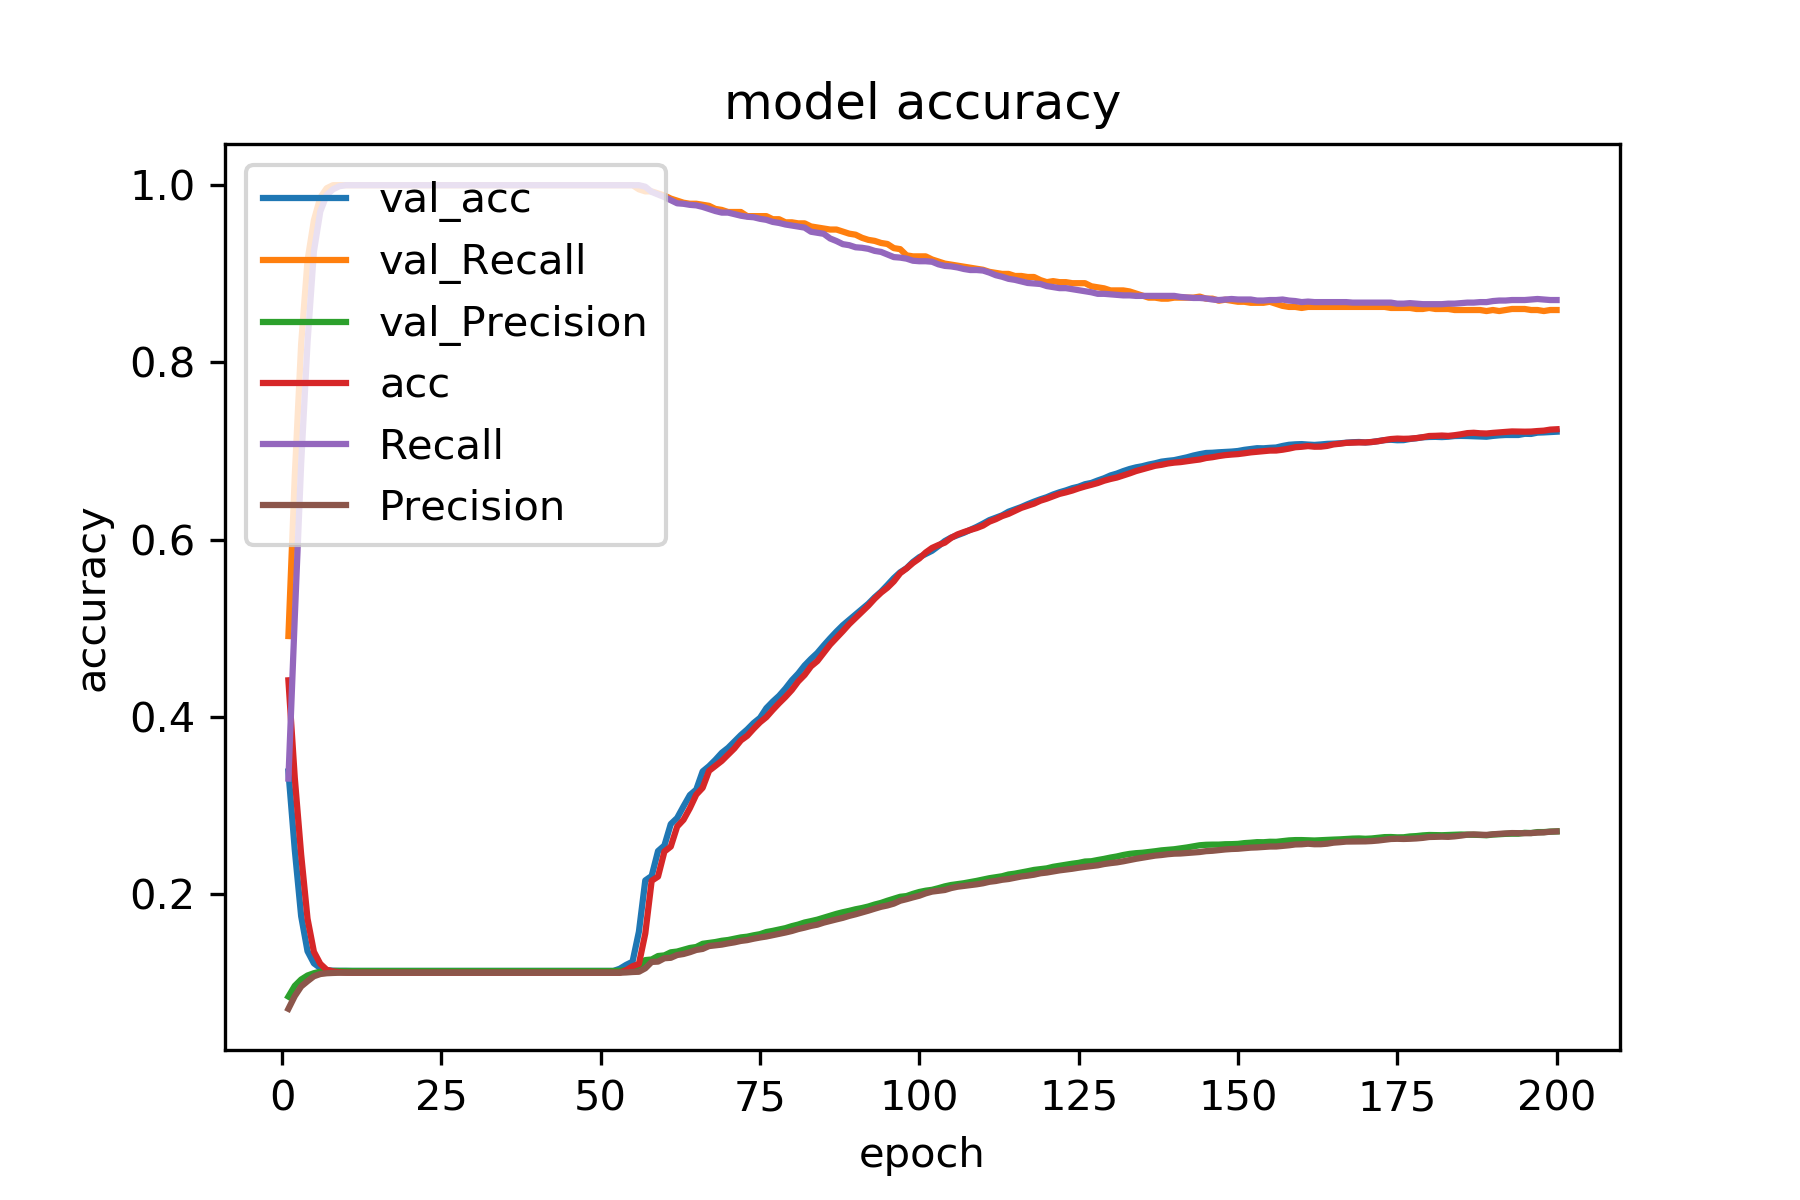 model accuracy
1.0
0.8
0.6
0.4
0.2
accuracy
val_acc
val_Recall
val_Precision
acc
Recall
Precision
0 25 50 75 100 125 150 175 200
epoch